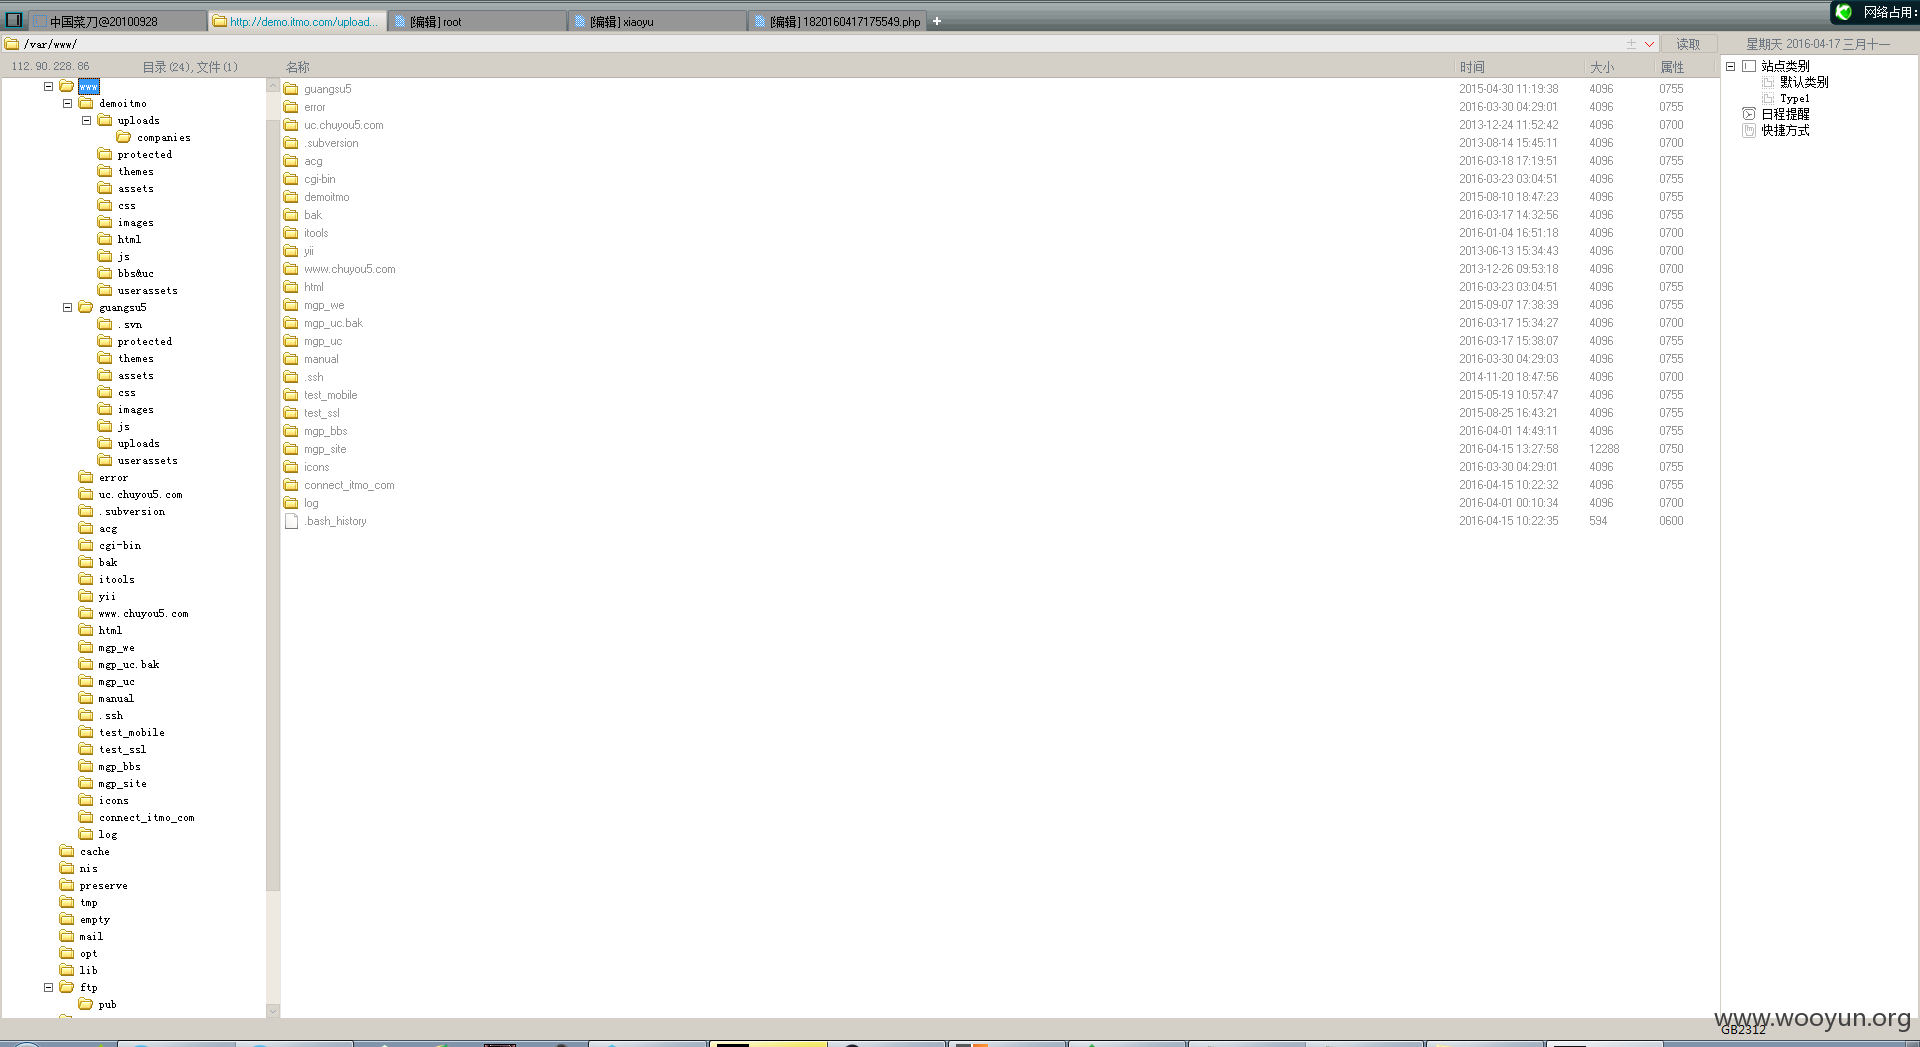 中国菜刀@20100928 http://demo.itmo.com/upload... [编辑] root [编辑] xiaoyu [编辑] 1820160417175549.php + 网络占用:
/var/www/ 读取 星期天 2016-04-17 三月十一
112.90.228.86 目录(24),文件(1) 名称 时间 大小 属性
www
demoitmo
uploads
companies
protected
themes
assets
css
images
html
js
bbs&uc
userassets
guangsu5
.svn
protected
themes
assets
css
images
js
uploads
userassets
error
uc.chuyou5.com
.subversion
acg
cgi-bin
bak
itools
yii
www.chuyou5.com
html
mgp_we
mgp_uc.bak
mgp_uc
manual
.ssh
test_mobile
test_ssl
mgp_bbs
mgp_site
icons
connect_itmo_com
log
cache
nis
preserve
tmp
empty
mail
opt
lib
ftp
pub
guangsu5 2015-04-30 11:19:38 4096 0755
error 2016-03-30 04:29:01 4096 0755
uc.chuyou5.com 2013-12-24 11:52:42 4096 0700
.subversion 2013-08-14 15:45:11 4096 0700
acg 2016-03-18 17:19:51 4096 0755
cgi-bin 2016-03-23 03:04:51 4096 0755
demoitmo 2015-08-10 18:47:23 4096 0755
bak 2016-03-17 14:32:56 4096 0755
itools 2016-01-04 16:51:18 4096 0700
yii 2013-06-13 15:34:43 4096 0700
www.chuyou5.com 2013-12-26 09:53:18 4096 0700
html 2016-03-23 03:04:51 4096 0755
mgp_we 2015-09-07 17:38:39 4096 0755
mgp_uc.bak 2016-03-17 15:34:27 4096 0700
mgp_uc 2016-03-17 15:38:07 4096 0755
manual 2016-03-30 04:29:03 4096 0755
.ssh 2014-11-20 18:47:56 4096 0700
test_mobile 2015-05-19 10:57:47 4096 0755
test_ssl 2015-08-25 16:43:21 4096 0755
mgp_bbs 2016-04-01 14:49:11 4096 0755
mgp_site 2016-04-15 13:27:58 12288 0750
icons 2016-03-30 04:29:01 4096 0755
connect_itmo_com 2016-04-15 10:22:32 4096 0755
log 2016-04-01 00:10:34 4096 0700
.bash_history 2016-04-15 10:22:35 594 0600
站点类别
默认类别
Type1
日程提醒
快捷方式
www.wooyun.org
GB2312